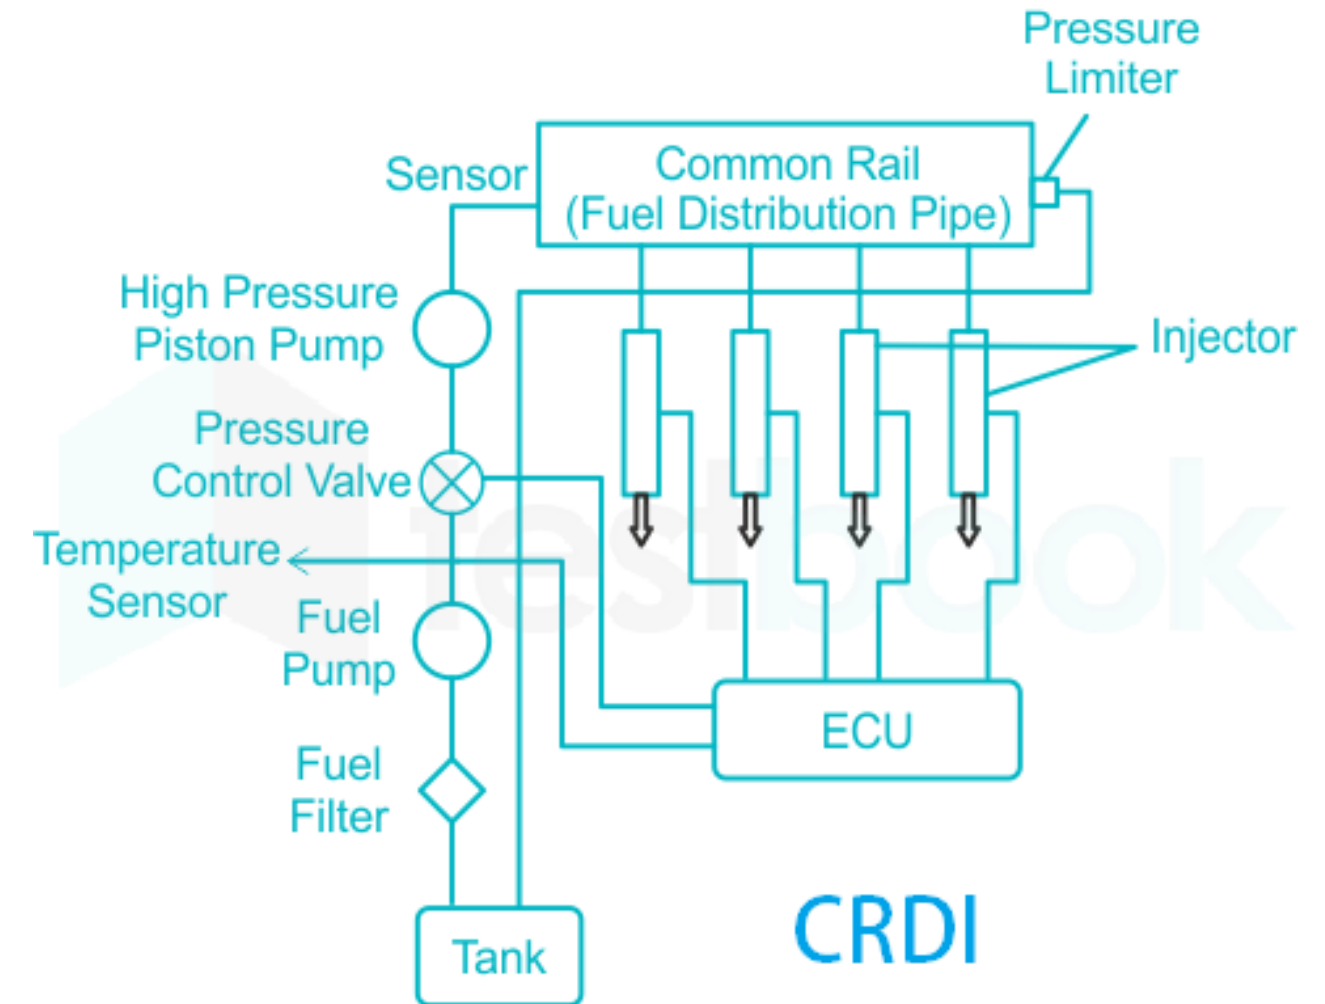 Pressure
Limiter
Sensor
Common Rail
(Fuel Distribution Pipe)
High Pressure
Piston Pump
Injector
Pressure
Control Valve
Temperature
Sensor
Fuel
Pump
ECU
Fuel
Filter
CRDI
Tank
testbook